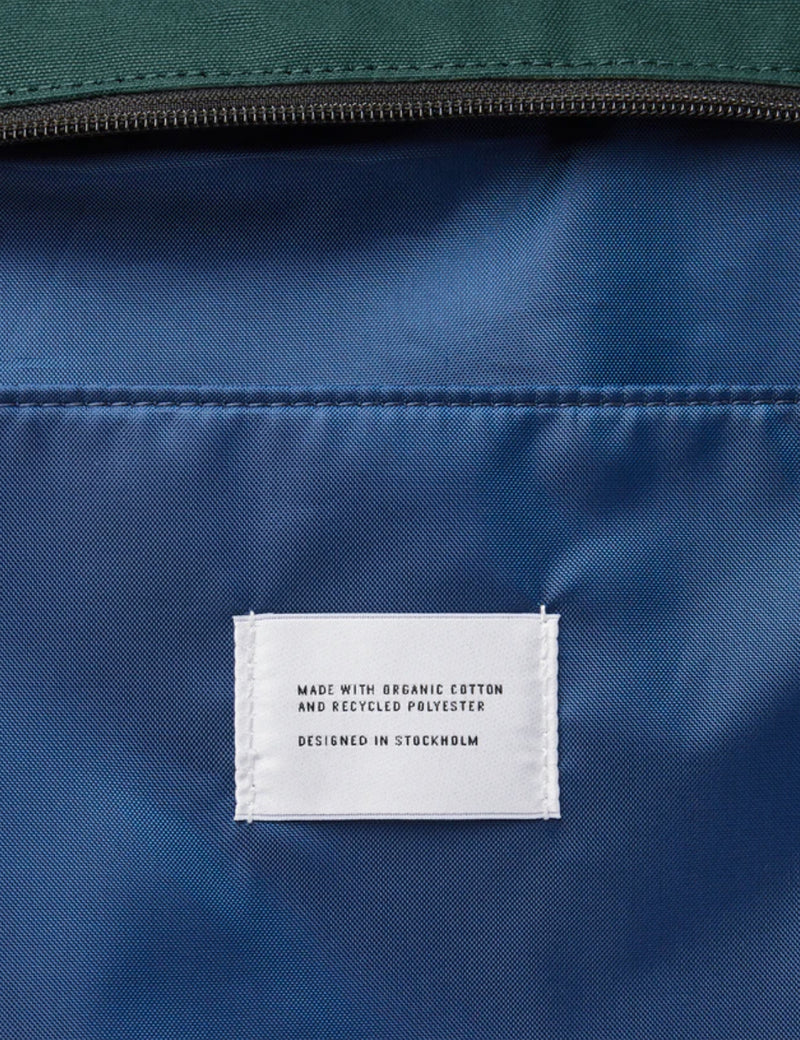 MADE WITH ORGANIC COTTON
AND RECYCLED POLYESTER
DESIGNED IN STOCKHOLM